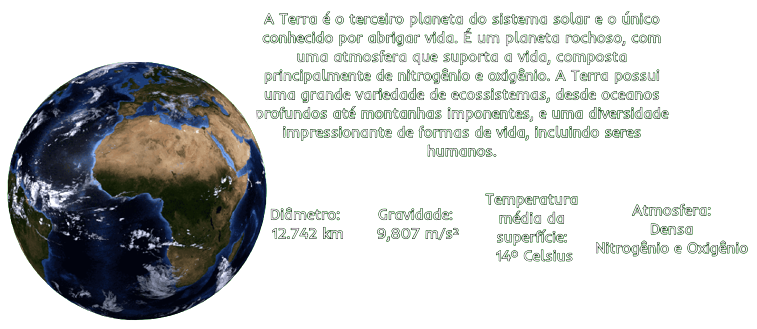 A Terra é o terceiro planeta do sistema solar e o único
conhecido por abrigar vida. É um planeta rochoso, com
uma atmosfera que suporta a vida, composta
principalmente de nitrogênio e oxigênio. A Terra possui
uma grande variedade de ecossistemas, desde oceanos
profundos até montanhas imponentes, e uma diversidade
impressionante de formas de vida, incluindo seres
humanos.
Diâmetro:
12.742 km
Gravidade:
9,807 m/s²
Temperatura
média da
superfície:
14º Celsius
Atmosfera:
Densa
Nitrogênio e Oxigênio